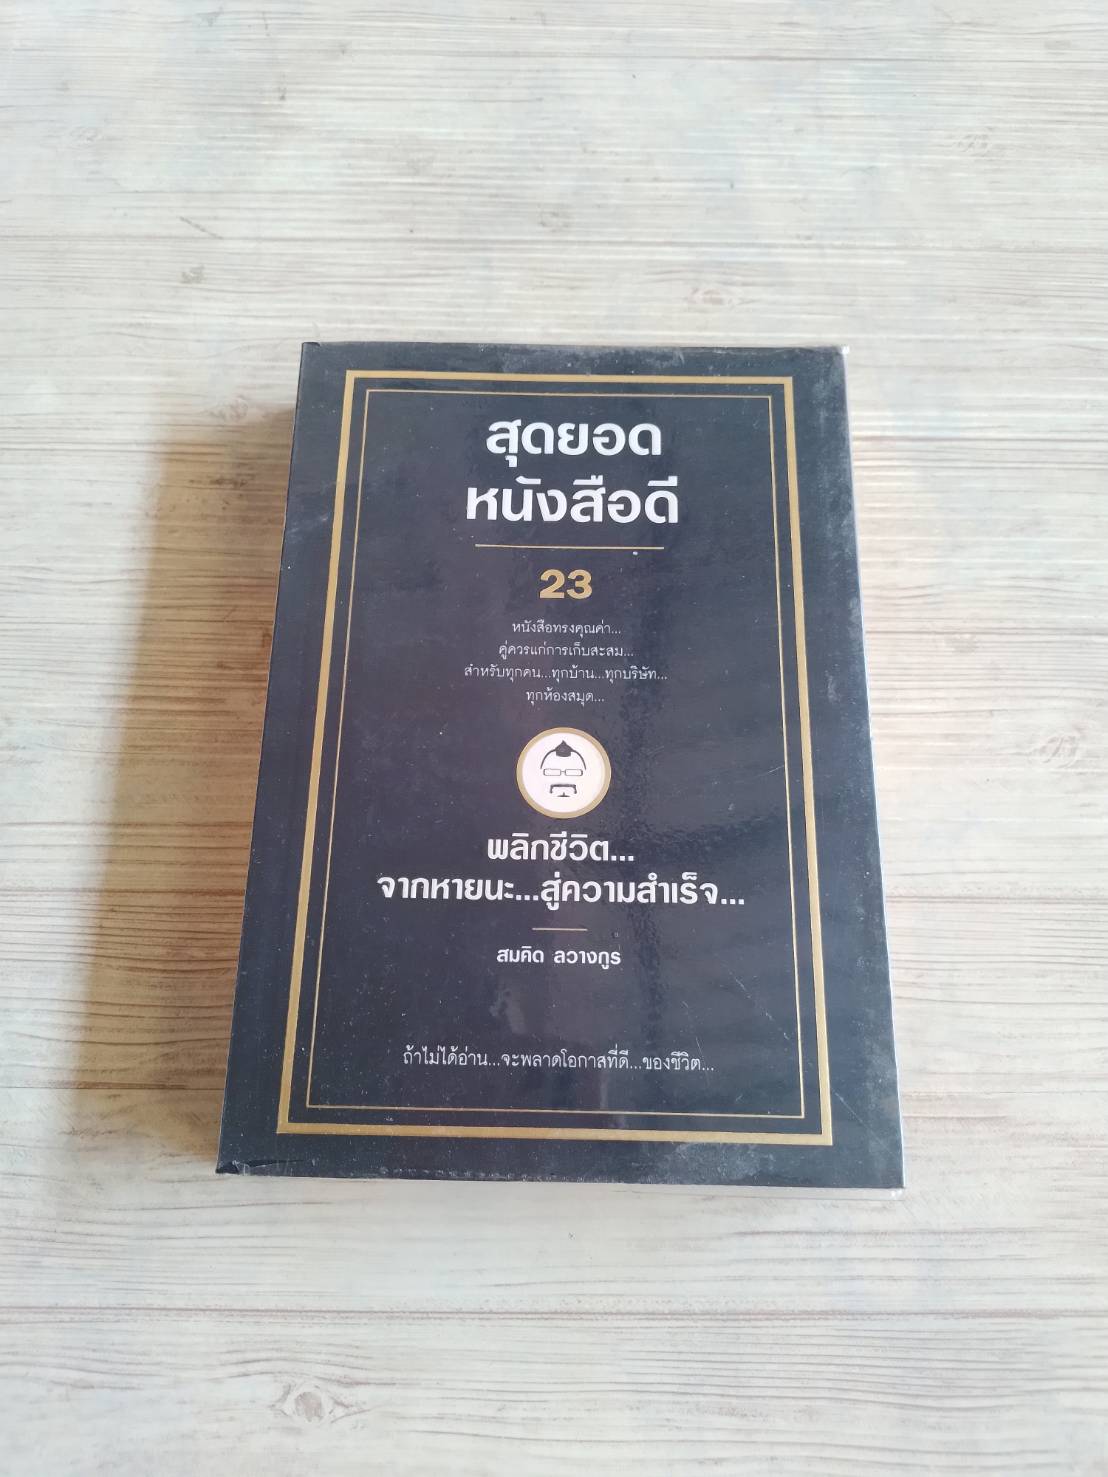 สุดยอด
หนังสือดี
23
หนังสือทรงคุณค่า...
คู่ควรแก่การเก็บสะสม...
สำหรับทุกคน...ทุกบ้าน...ทุกบริษัท...
ทุกห้องสมุด...
พลิกชีวิต...
จากหายนะ...สู่ความสำเร็จ...
สมคิด ลวางกูร
ถ้าไม่ได้อ่าน...จะพลาดโอกาสที่ดี...ของชีวิต...